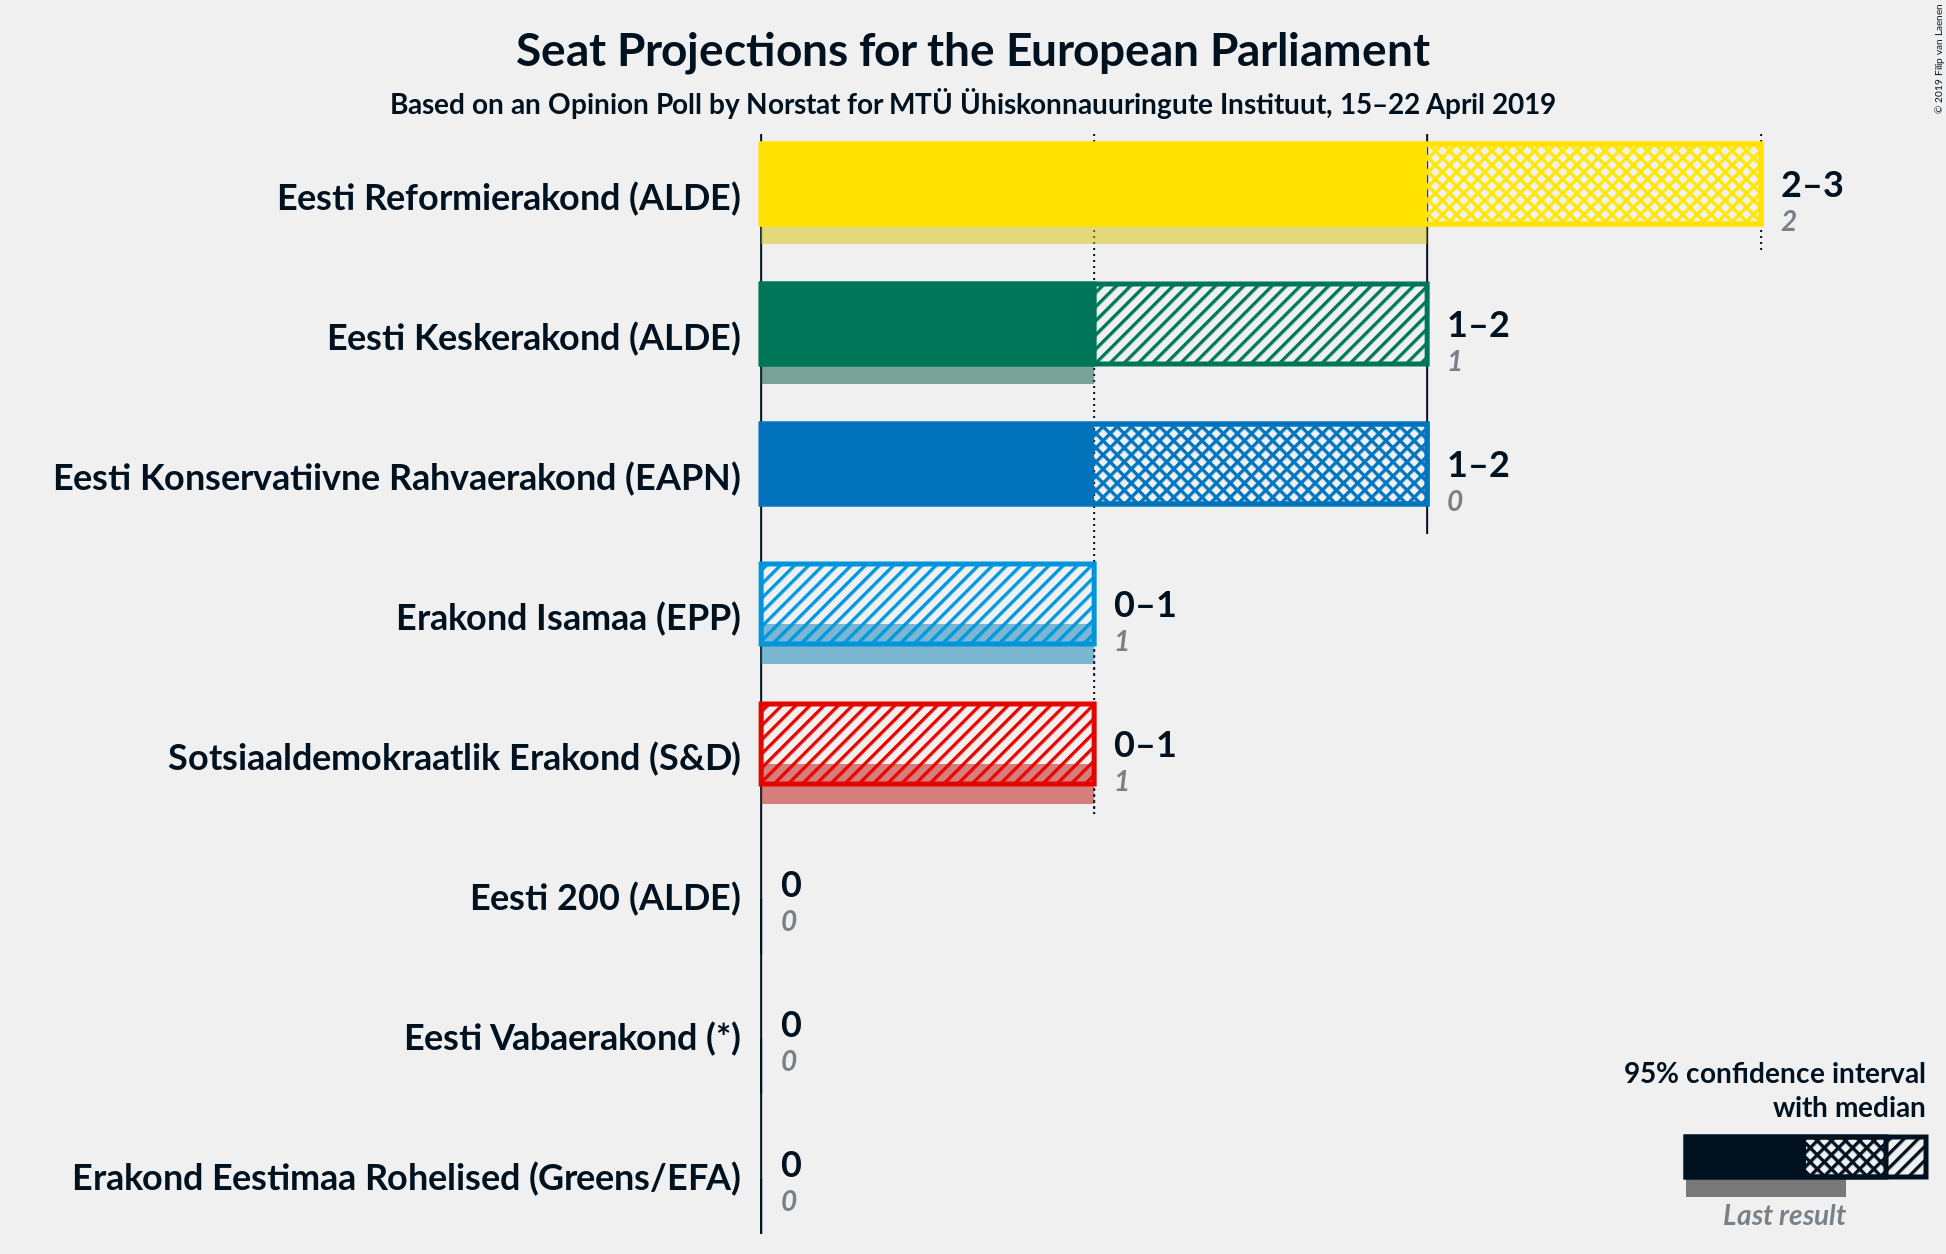 Seat Projections for the European Parliament
Based on an Opinion Poll by Norstat for MTÜ Ühiskonnauuringute Instituut, 15–22 April 2019
© 2019 Filip van Laenen
Eesti Reformierakond (ALDE)
2–3
2
Eesti Keskerakond (ALDE)
1–2
1
Eesti Konservatiivne Rahvaerakond (EAPN)
1–2
0
Erakond Isamaa (EPP)
0–1
1
Sotsiaaldemokraatlik Erakond (S&D)
0–1
1
Eesti 200 (ALDE)
0
0
Eesti Vabaerakond (*)
0
0
Erakond Eestimaa Rohelised (Greens/EFA)
0
0
95% confidence interval
with median
Last result